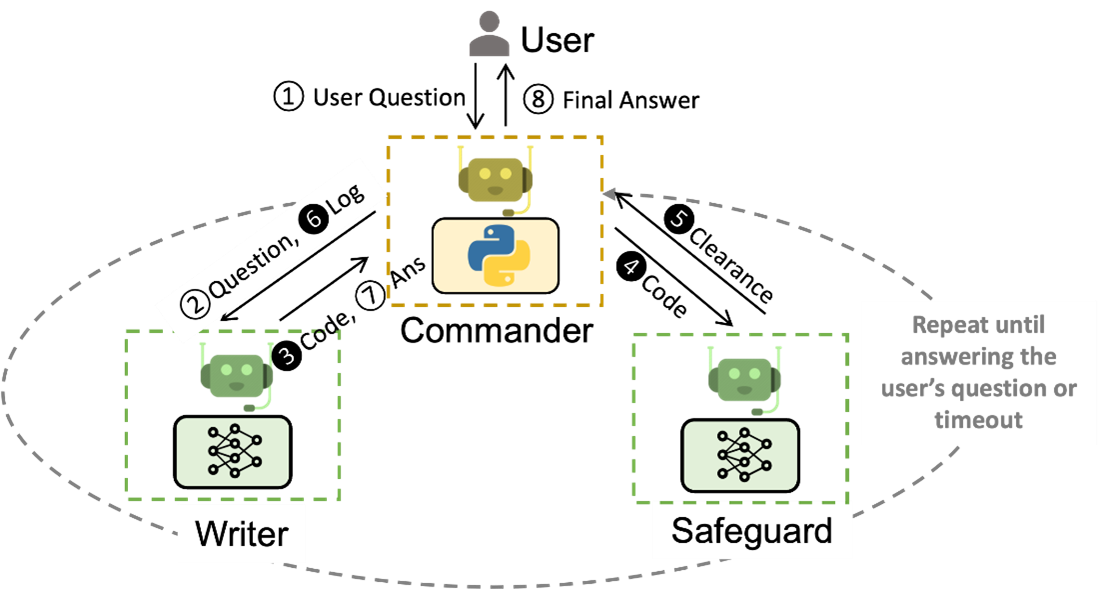 User
① User Question
⑧ Final Answer
② Question, ❻ Log
❸ Code, ⑦ Ans
Commander
❺ Clearance
❹ Code
Repeat until
answering the
user's question or
timeout
Writer
Safeguard